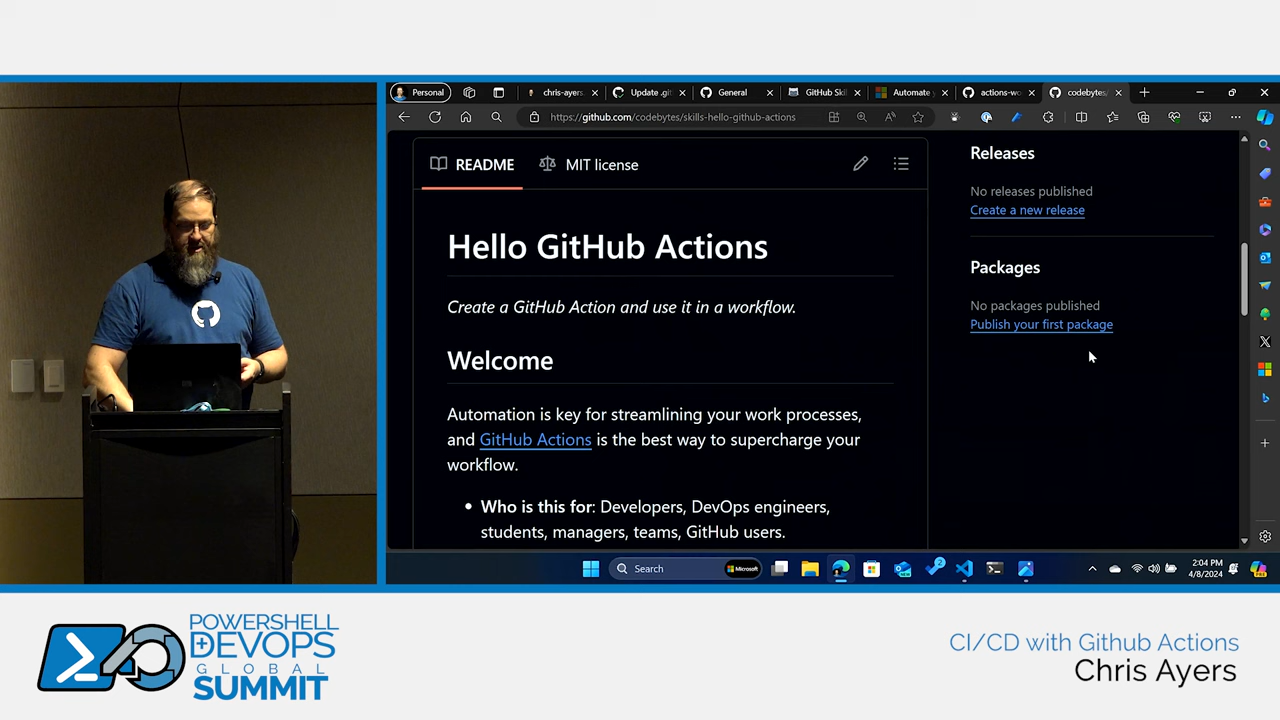 Personal
chris-ayers.
Update .git
General
GitHub Skil
Automate y
actions-wo
codebytes/
https://github.com/codebytes/skills-hello-github-actions
README
MIT license
Hello GitHub Actions
Create a GitHub Action and use it in a workflow.
Welcome
Automation is key for streamlining your work processes,
and GitHub Actions is the best way to supercharge your
workflow.
• Who is this for: Developers, DevOps engineers,
students, managers, teams, GitHub users.
Releases
No releases published
Create a new release
Packages
No packages published
Publish your first package
Search
Microsoft
2:04 PM
4/8/2024
POWERSHELL
+DEVOPS
GLOBAL
SUMMIT
CI/CD with Github Actions
Chris Ayers